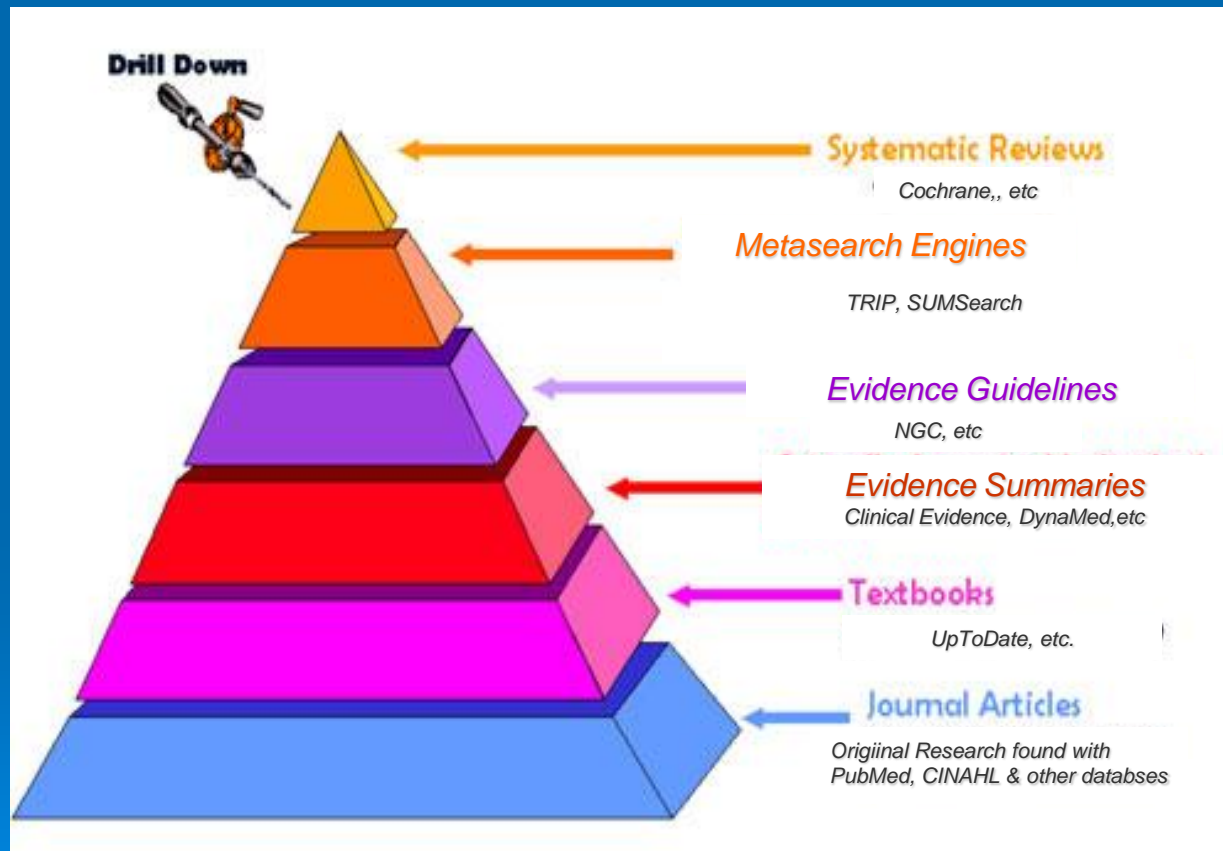 Drill Down
Systematic Reviews
Cochrane,, etc
Metasearch Engines
TRIP, SUMSearch
Evidence Guidelines
NGC, etc
Evidence Summaries
Clinical Evidence, DynaMed,etc
Textbooks
UpToDate, etc.
Journal Articles
Origiinal Research found with
PubMed, CINAHL & other databses